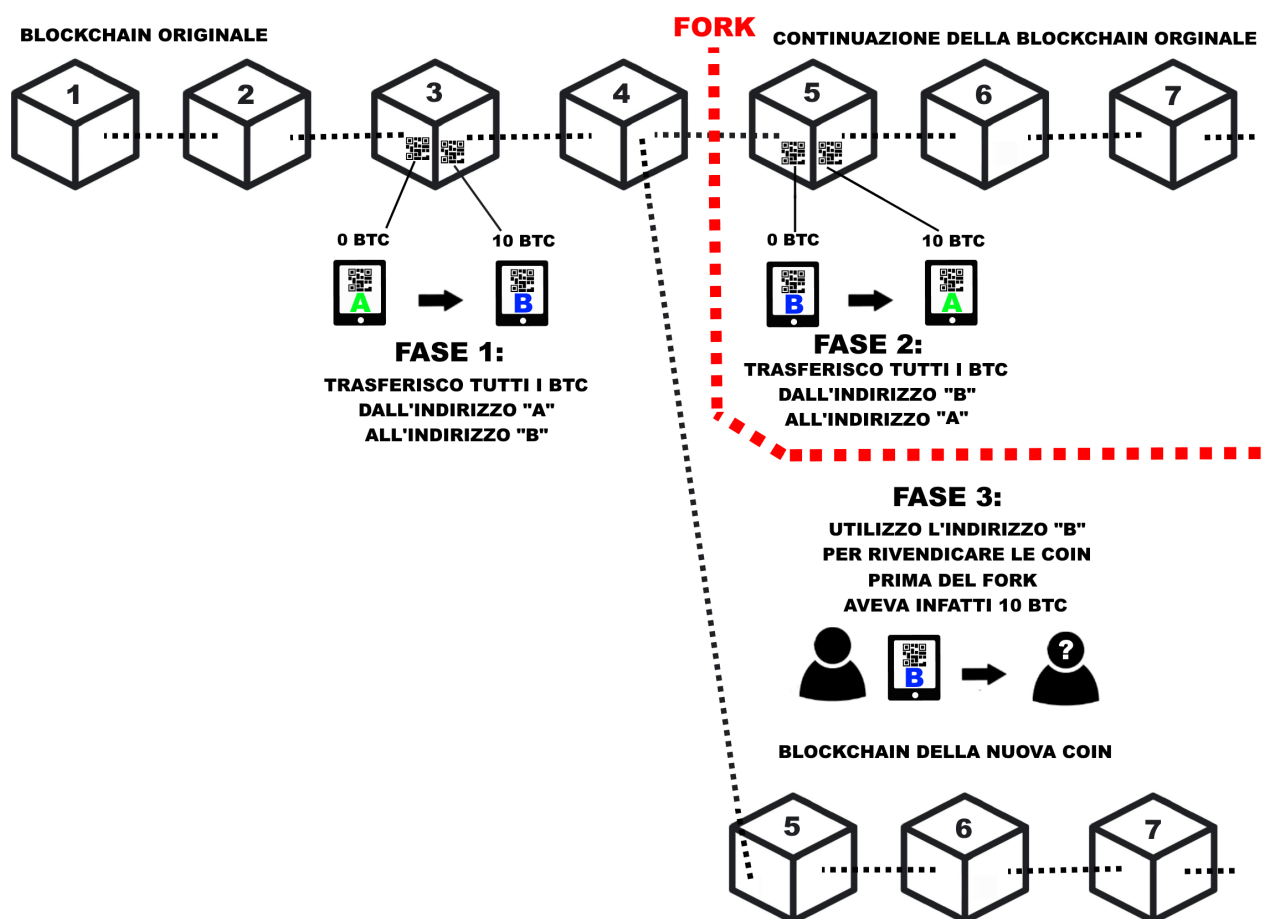 BLOCKCHAIN ORIGINALE
FORK
CONTINUAZIONE DELLA BLOCKCHAIN ORGINALE
1
2
3
4
5
6
7
0 BTC
10 BTC
A
B
FASE 1:
TRASFERISCO TUTTI I BTC
DALL'INDIRIZZO "A"
ALL'INDIRIZZO "B"
0 BTC
10 BTC
B
A
FASE 2:
TRASFERISCO TUTTI I BTC
DALL'INDIRIZZO "B"
ALL'INDIRIZZO "A"
FASE 3:
UTILIZZO L'INDIRIZZO "B"
PER RIVENDICARE LE COIN
PRIMA DEL FORK
AVEVA INFATTI 10 BTC
B
?
BLOCKCHAIN DELLA NUOVA COIN
5
6
7